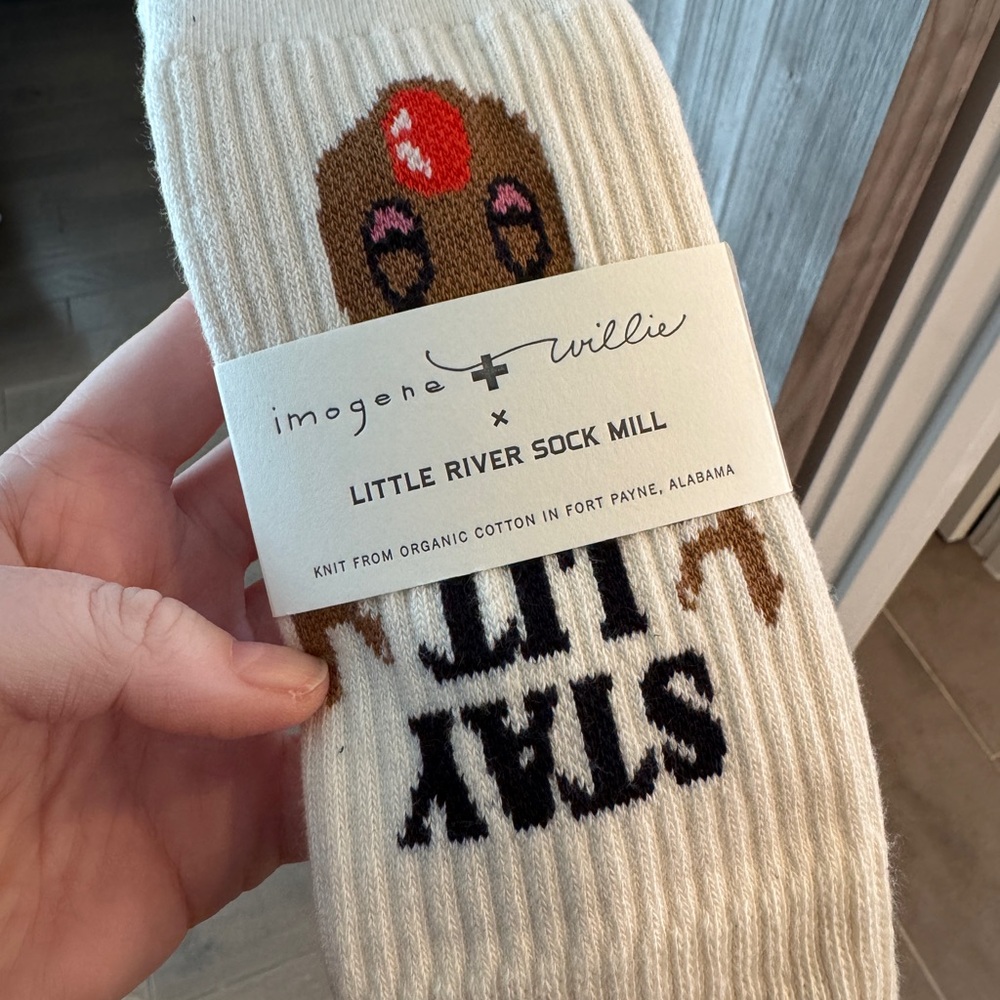 imogene + willie
×
LITTLE RIVER SOCK MILL
KNIT FROM ORGANIC COTTON IN FORT PAYNE, ALABAMA
STAY
LIT